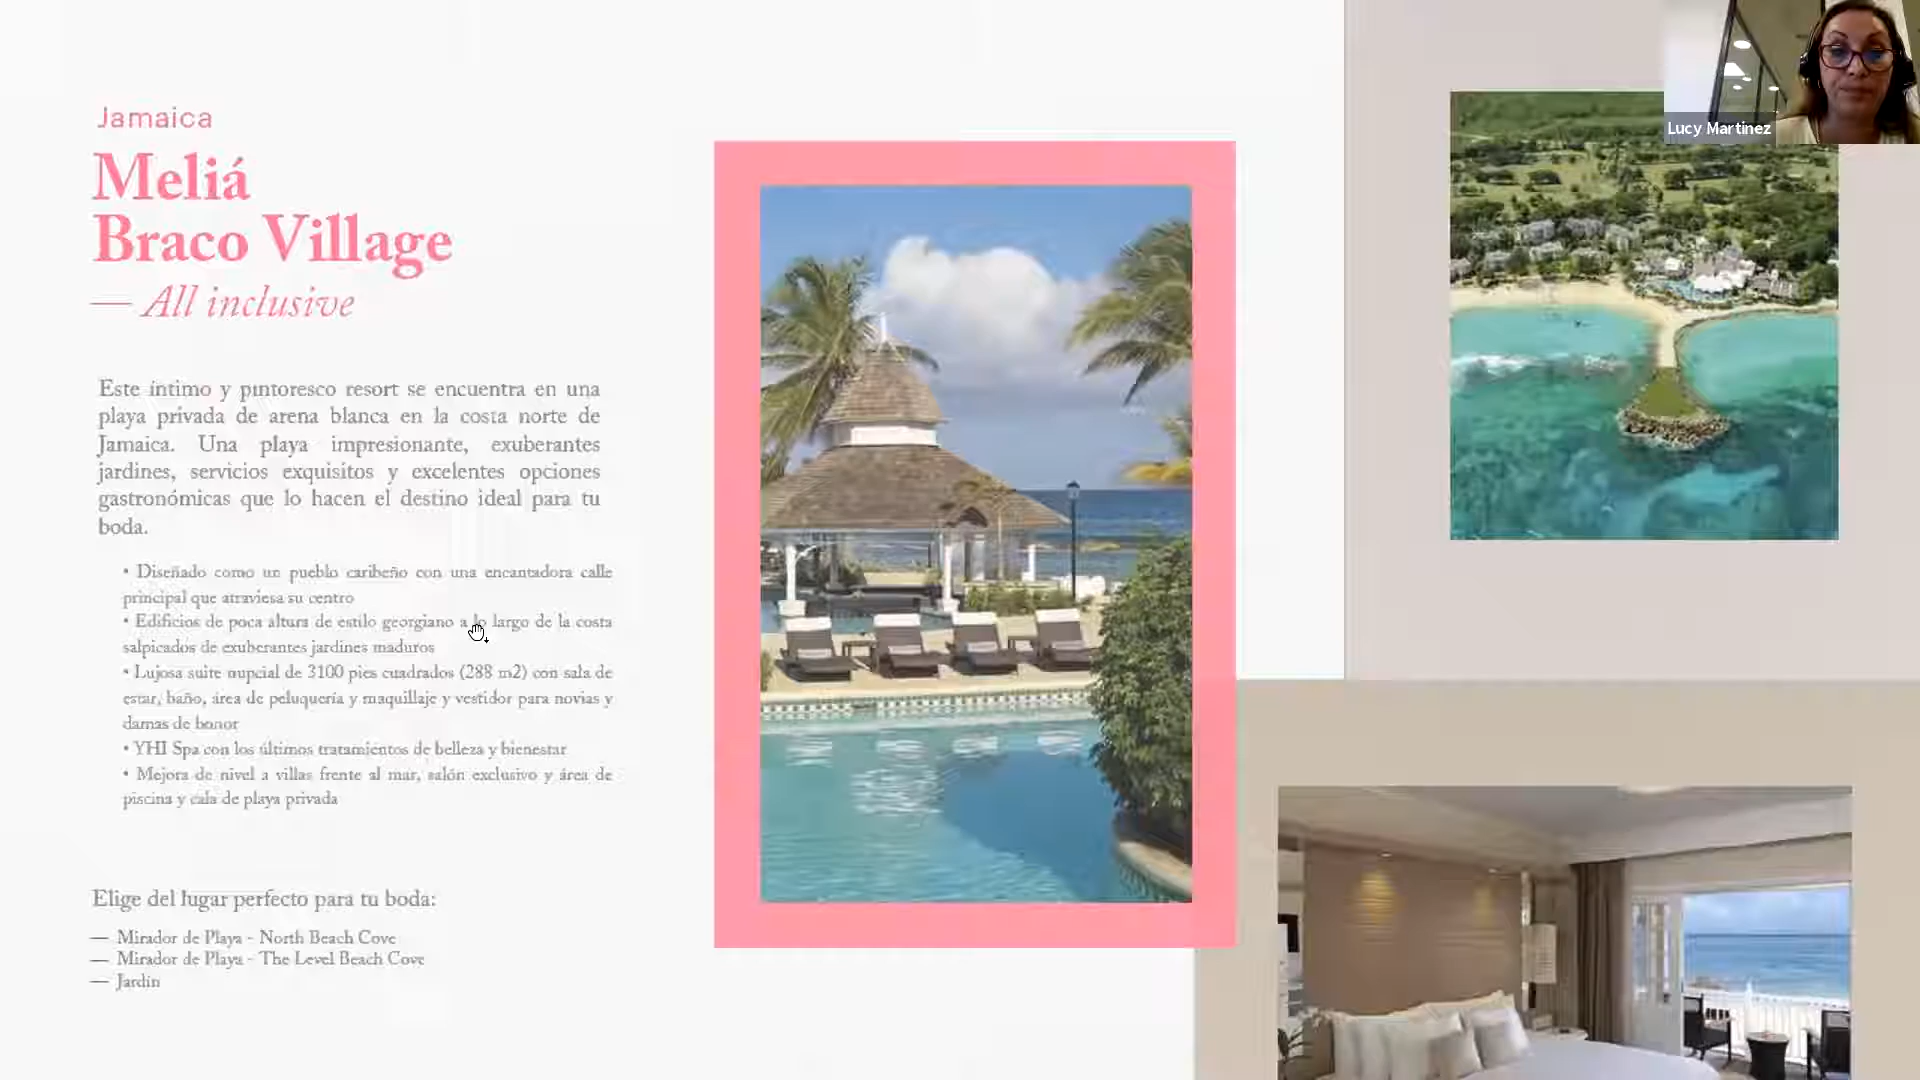 Jamaica
Meliá
Braco Village
— All inclusive
Este íntimo y pintoresco resort se encuentra en una
playa privada de arena blanca en la costa norte de
Jamaica. Una playa impresionante, exuberantes
jardines, servicios exquisitos y excelentes opciones
gastronómicas que lo hacen el destino ideal para tu
boda.
• Diseñado como un pueblo caribeño con una encantadora calle
principal que atraviesa su centro
• Edificios de poca altura de estilo georgiano a lo largo de la costa
salpicados de exuberantes jardines maduros
• Lujosa suite nupcial de 3100 pies cuadrados (288 m2) con sala de
estar, baño, área de peluquería y maquillaje y vestidor para novias y
damas de honor
• YHI Spa con los últimos tratamientos de belleza y bienestar
• Mejora de nivel a villas frente al mar, salón exclusivo y área de
piscina y cala de playa privada
Elige del lugar perfecto para tu boda:
— Mirador de Playa - North Beach Cove
— Mirador de Playa - The Level Beach Cove
— Jardín
Lucy Martinez